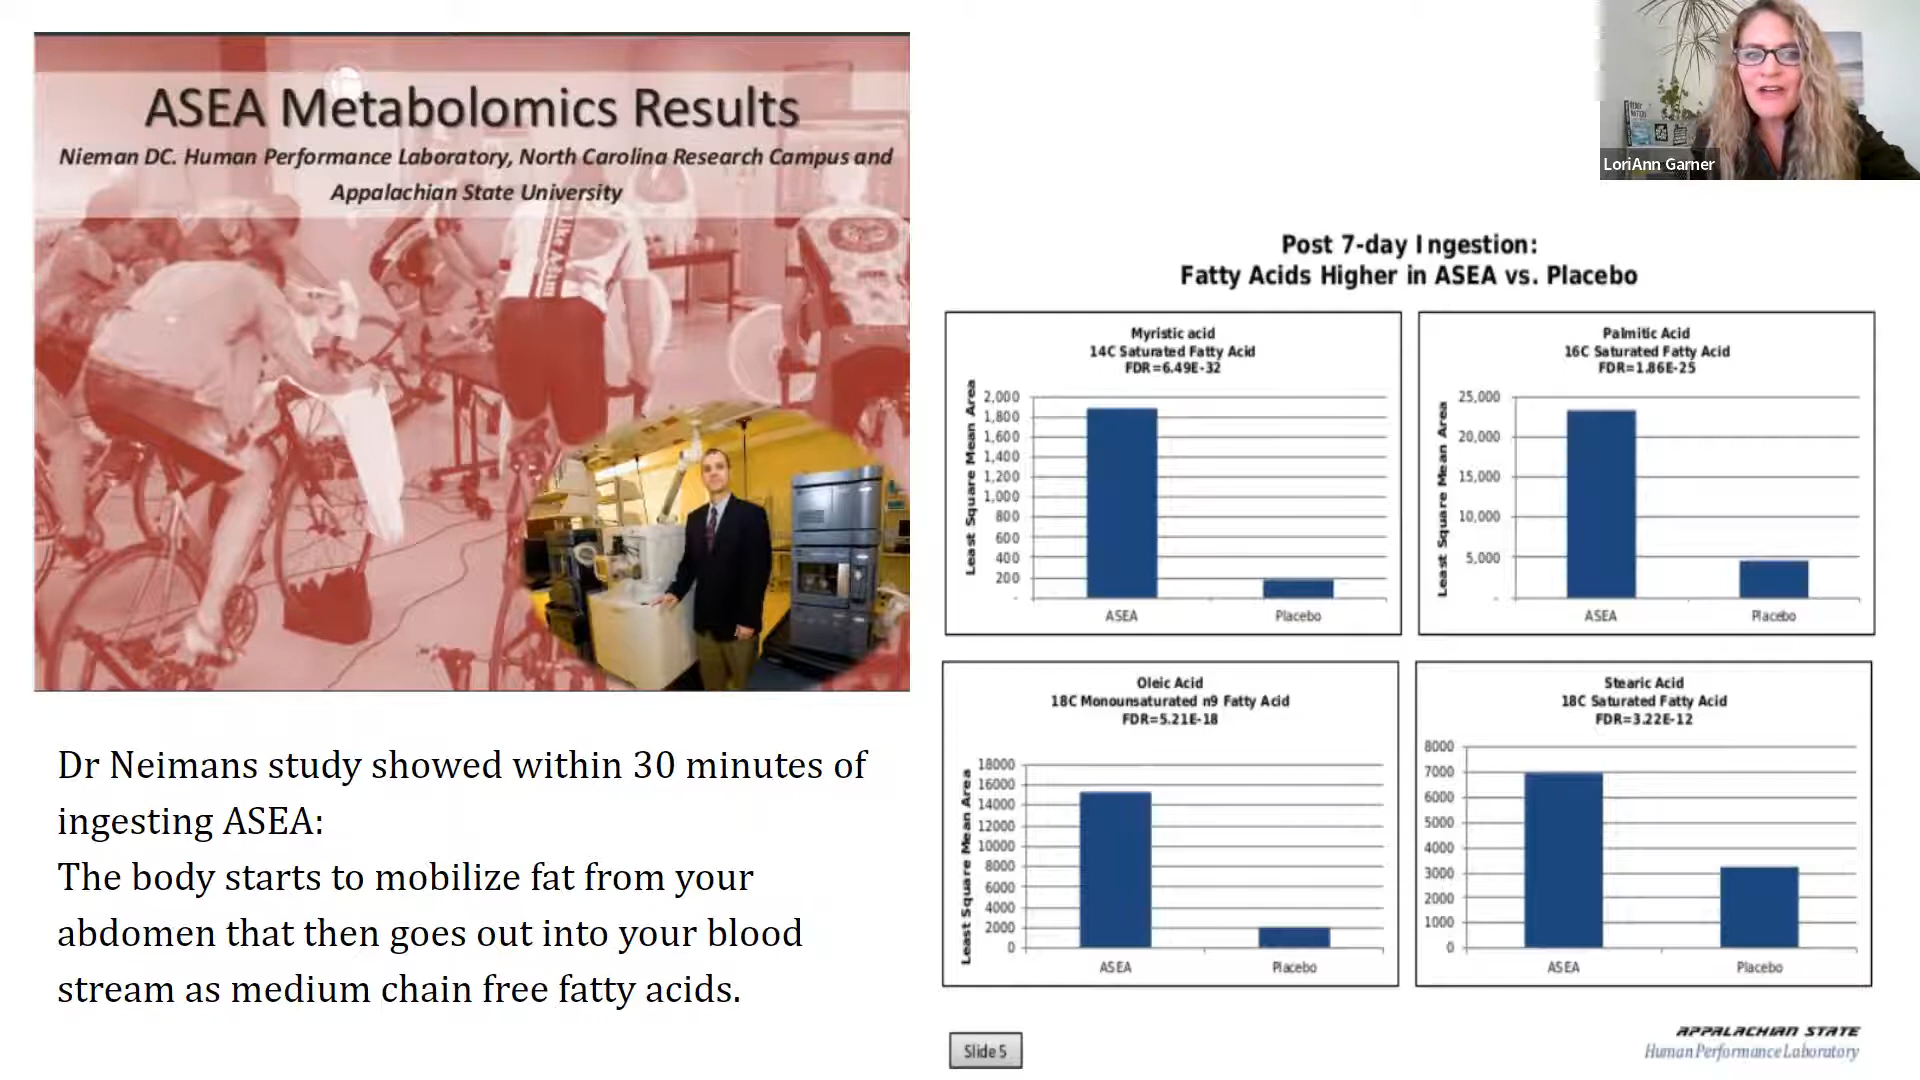 ASEA Metabolomics Results
Nieman DC. Human Performance Laboratory, North Carolina Research Campus and
Appalachian State University
LoriAnn Garner
Post 7-day Ingestion:
Fatty Acids Higher in ASEA vs. Placebo
Myristic acid
14C Saturated Fatty Acid
FDR=6.49E-32
Least Square Mean Area
2,000
1,800
1,600
1,400
1,200
1,000
800
600
400
200
-
ASEA
Placebo
Palmitic Acid
16C Saturated Fatty Acid
FDR=1.86E-25
Least Square Mean Area
25,000
20,000
15,000
10,000
5,000
-
ASEA
Placebo
Oleic Acid
18C Monounsaturated n9 Fatty Acid
FDR=5.21E-18
Least Square Mean Area
18000
16000
14000
12000
10000
8000
6000
4000
2000
0
ASEA
Placebo
Stearic Acid
18C Saturated Fatty Acid
FDR=3.22E-12
8000
7000
6000
5000
4000
3000
2000
1000
0
ASEA
Placebo
Dr Neimans study showed within 30 minutes of
ingesting ASEA:
The body starts to mobilize fat from your
abdomen that then goes out into your blood
stream as medium chain free fatty acids.
Slide 5
APPALACHIAN STATE
Human Performance Laboratory